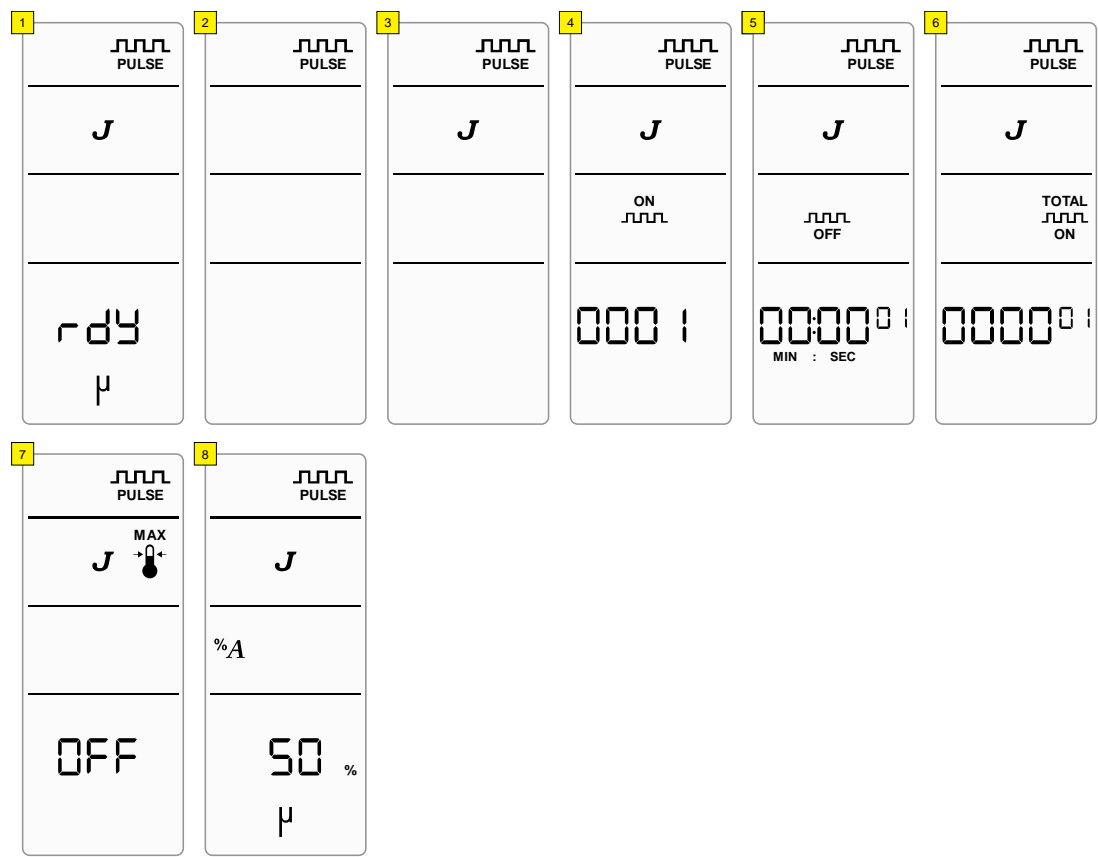 1
PULSE
J
rdY
µ
2
PULSE
3
PULSE
J
4
PULSE
J
ON
0001
5
PULSE
J
OFF
00:00 01
MIN : SEC
6
PULSE
J
TOTAL
ON
0000 01
7
PULSE
MAX
J
OFF
8
PULSE
J
%A
50 %
µ